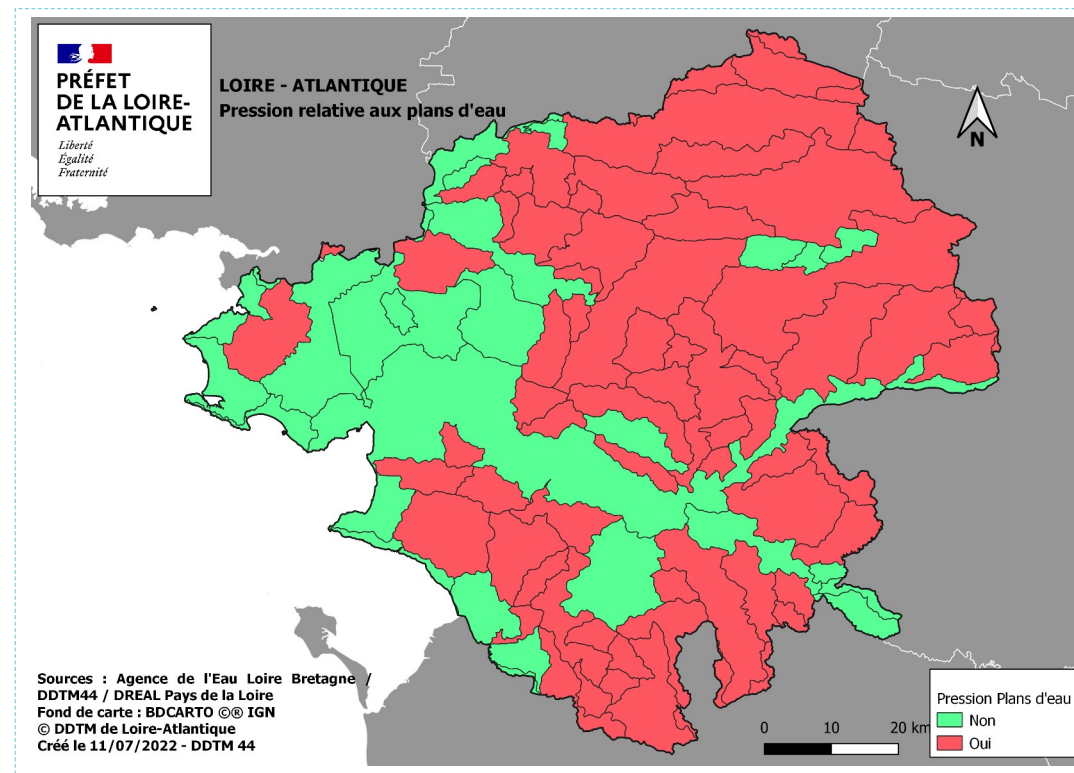 PRÉFET
DE LA LOIRE-
ATLANTIQUE
Liberté
Égalité
Fraternité
LOIRE - ATLANTIQUE
Pression relative aux plans d'eau
N
Sources : Agence de l'Eau Loire Bretagne /
DDTM44 / DREAL Pays de la Loire
Fond de carte : BDCARTO ©® IGN
© DDTM de Loire-Atlantique
Créé le 11/07/2022 - DDTM 44
0 10 20 km
Pression Plans d'eau
Non
Oui